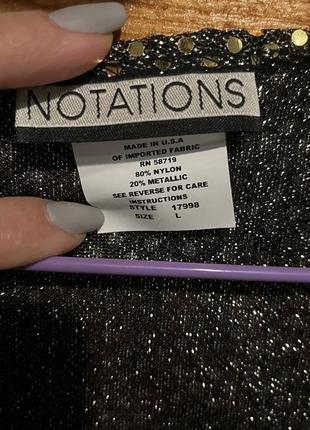 NOTATIONS
MADE IN U.S.A
OF IMPORTED FABRIC
RN 58719
80% NYLON
20% METALLIC
SEE REVERSE FOR CARE
INSTRUCTIONS
STYLE 17998
SIZE L